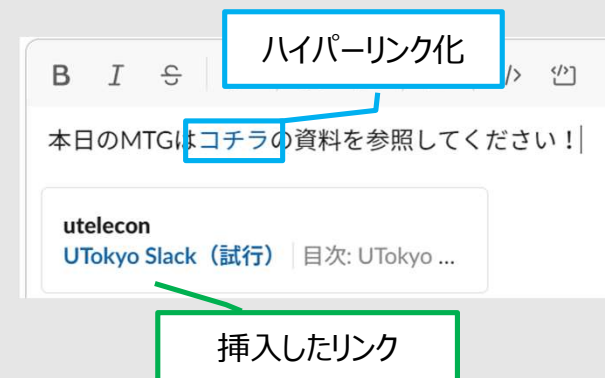 ハイパーリンク化
B I S </>
本日のMTGはコチラの資料を参照してください！
utelecon
UTokyo Slack（試行） 目次: UTokyo ...
挿入したリンク